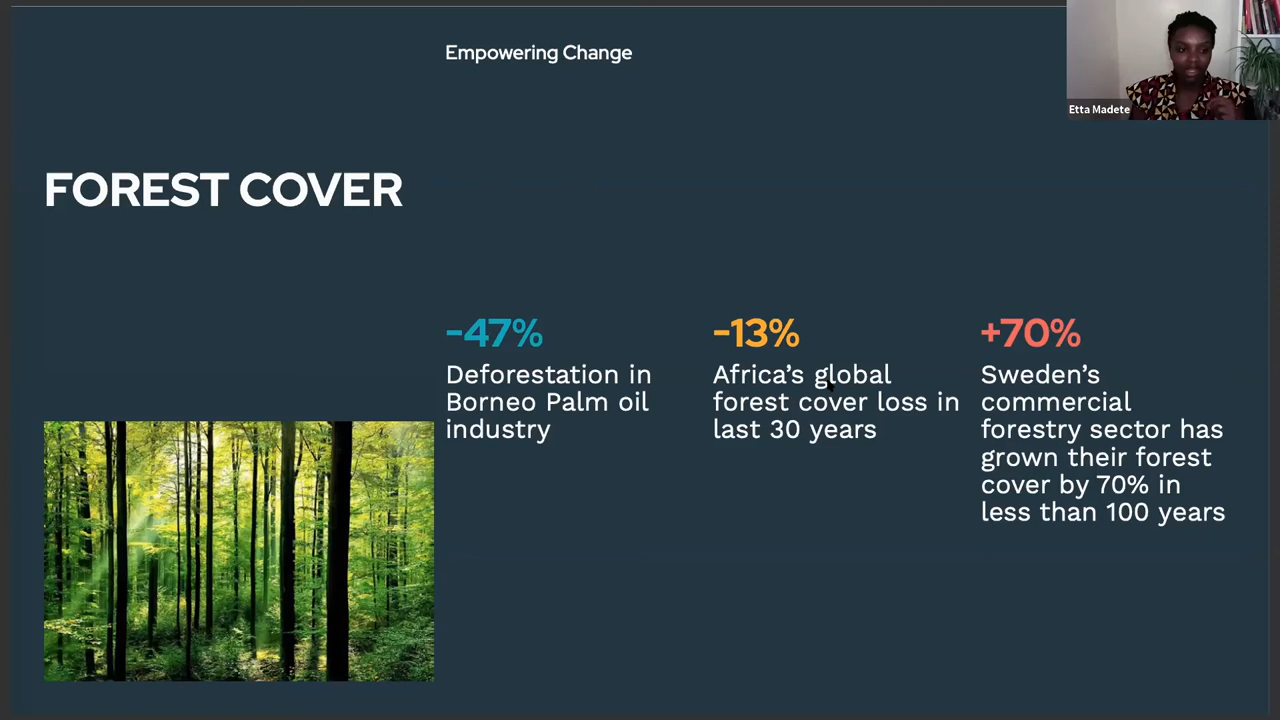 Empowering Change
Etta Madete
FOREST COVER
-47%
Deforestation in
Borneo Palm oil
industry
-13%
Africa's global
forest cover loss in
last 30 years
+70%
Sweden's
commercial
forestry sector has
grown their forest
cover by 70% in
less than 100 years